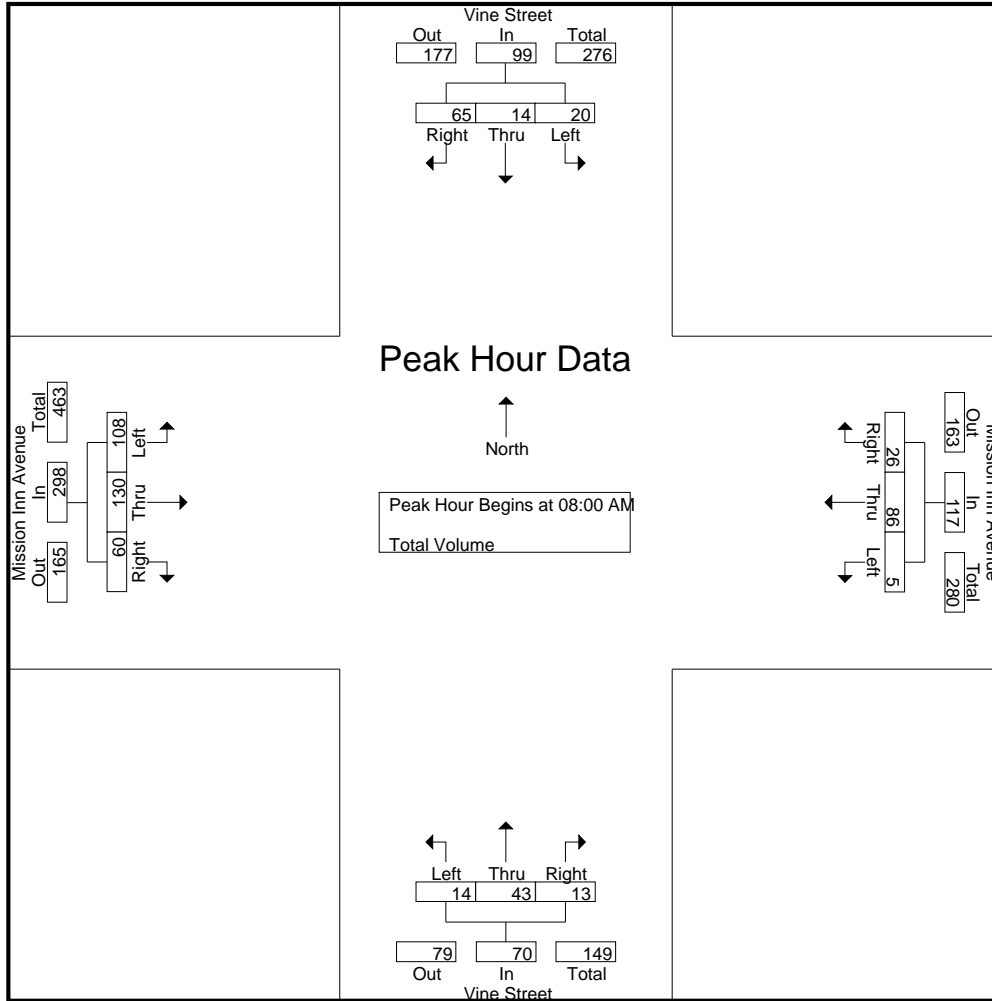 Vine Street
Out In Total
177 99 276
65 14 20
Right Thru Left
Peak Hour Data
North
Peak Hour Begins at 08:00 AM
Total Volume
Mission Inn Avenue
Total In Out
463 298 165
108 130 60
Left Thru Right
Mission Inn Avenue
Out In Total
163 117 280
26 86 5
Right Thru Left
Left Thru Right
14 43 13
79 70 149
Out In Total
Vine Street